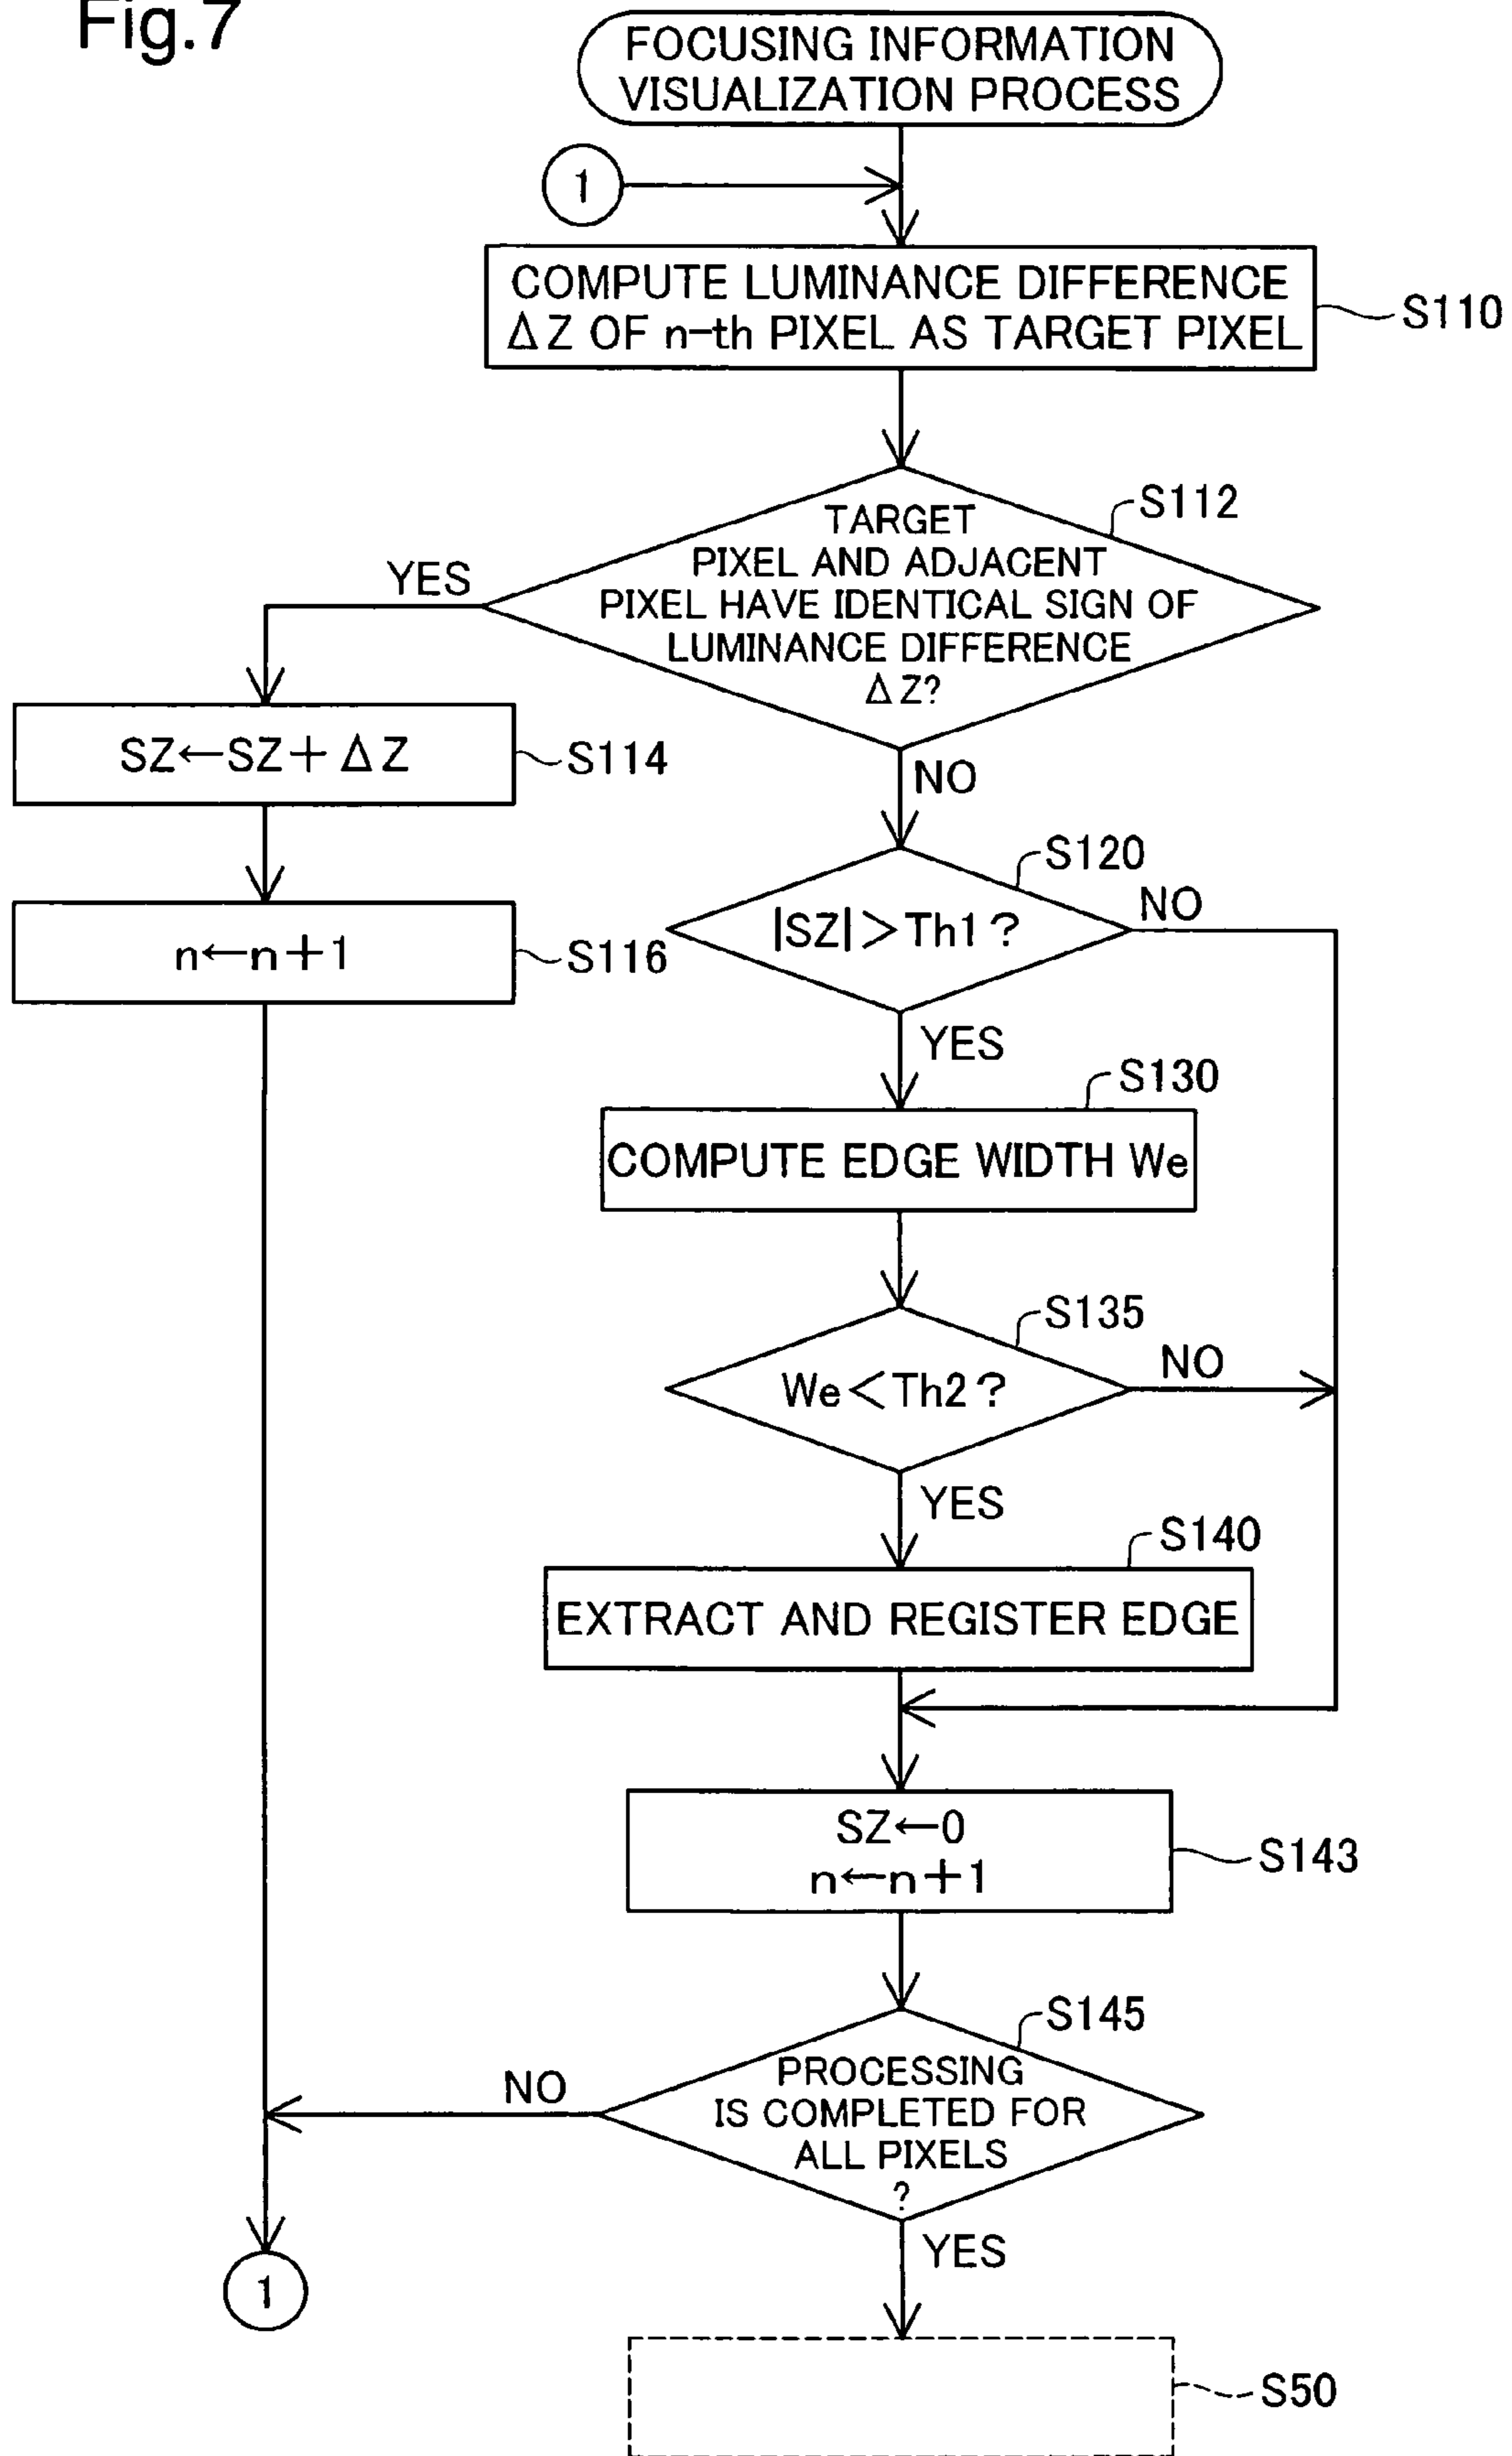 Fig.7
FOCUSING INFORMATION
VISUALIZATION PROCESS
1
COMPUTE LUMINANCE DIFFERENCE
ΔZ OF n-th PIXEL AS TARGET PIXEL
S110
S112
TARGET
PIXEL AND ADJACENT
PIXEL HAVE IDENTICAL SIGN OF
LUMINANCE DIFFERENCE
ΔZ?
YES
SZ←SZ+ΔZ
S114
NO
n←n+1
S116
S120
|SZ|>Th1?
NO
YES
S130
COMPUTE EDGE WIDTH We
S135
We<Th2?
NO
YES
S140
EXTRACT AND REGISTER EDGE
SZ←0
n←n+1
S143
S145
PROCESSING
IS COMPLETED FOR
ALL PIXELS
?
NO
YES
1
S50